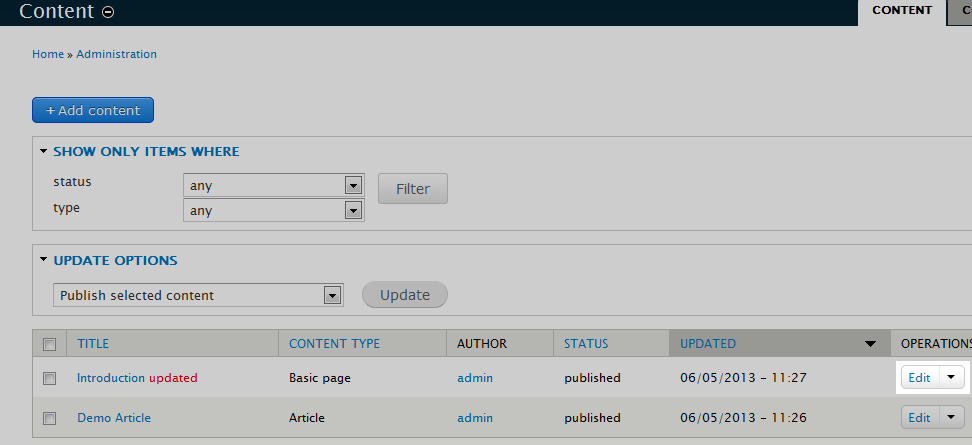 Content
CONTENT
Home » Administration
+ Add content
SHOW ONLY ITEMS WHERE
status any
type any
Filter
UPDATE OPTIONS
Publish selected content Update
TITLE CONTENT TYPE AUTHOR STATUS UPDATED OPERATIONS
Introduction updated Basic page admin published 06/05/2013 - 11:27 Edit
Demo Article Article admin published 06/05/2013 - 11:26 Edit